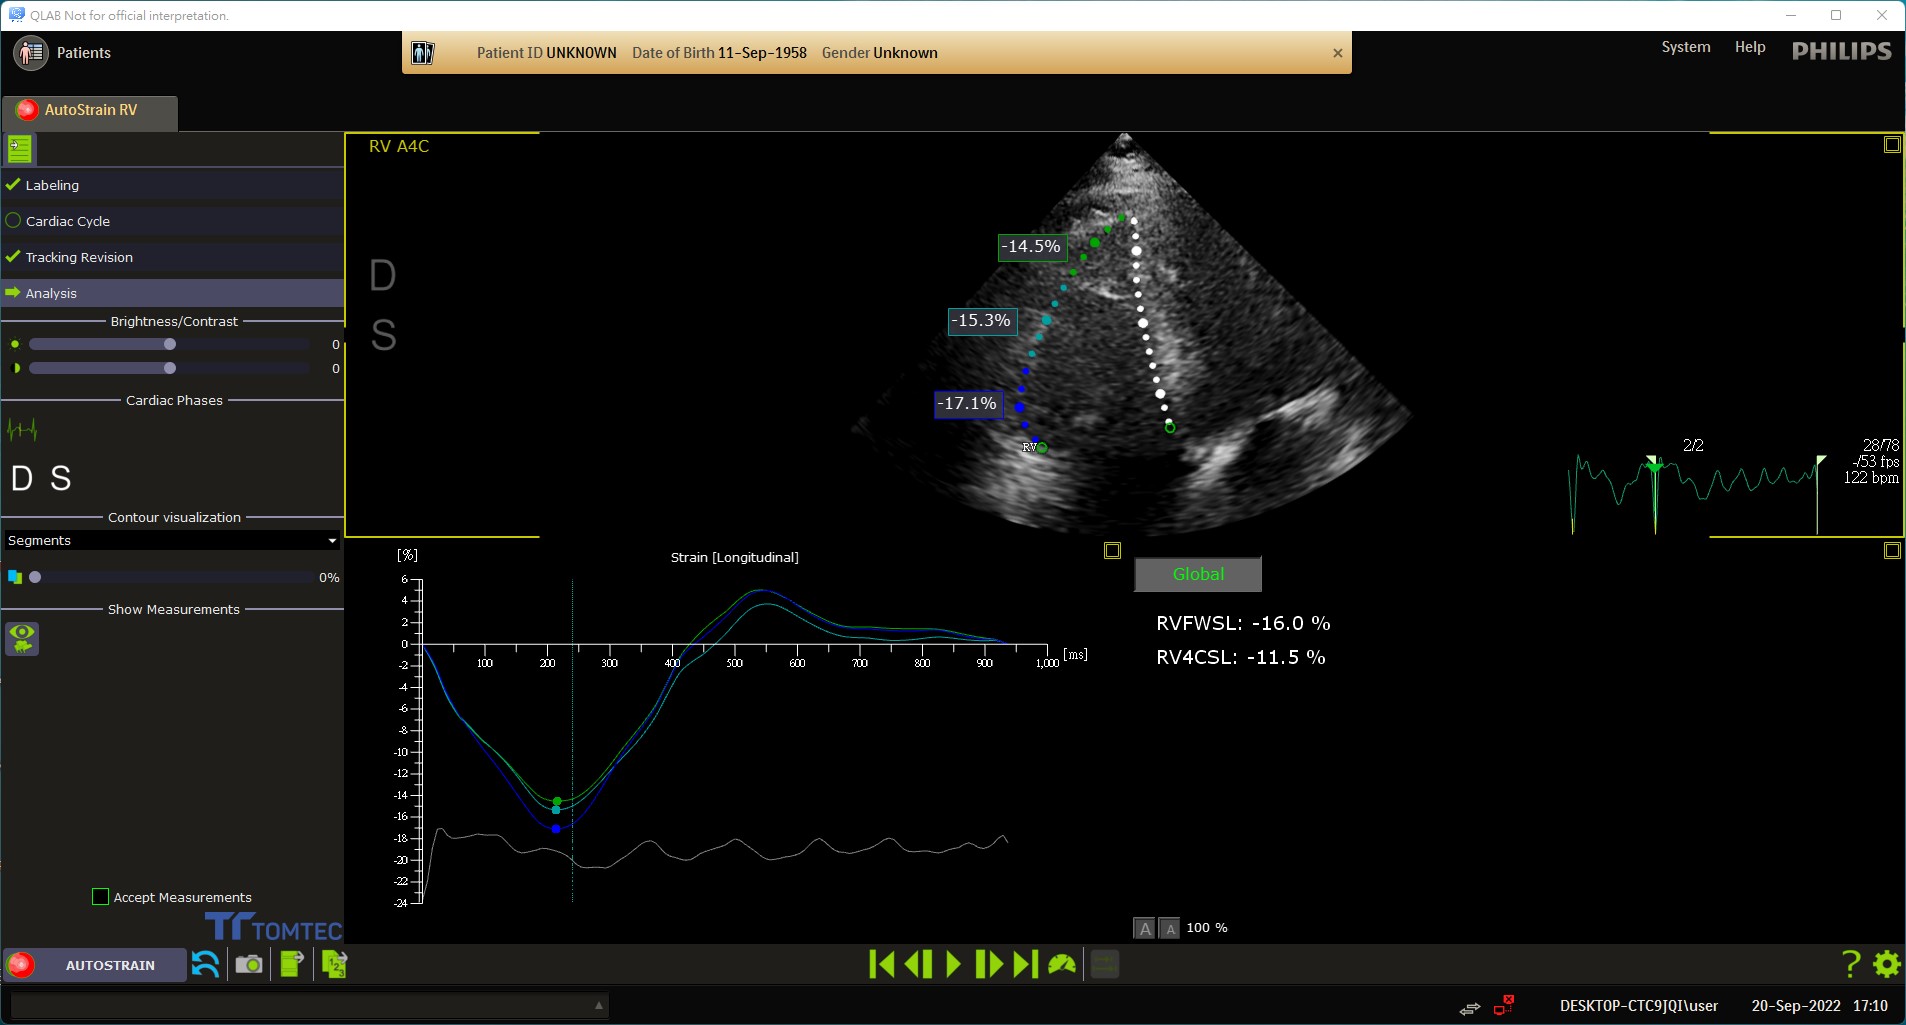 QLAB Not for official interpretation.
Patients
Patient ID UNKNOWN Date of Birth 11-Sep-1958 Gender Unknown
System Help PHILIPS
AutoStrain RV
Labeling
Cardiac Cycle
Tracking Revision
Analysis
Brightness/Contrast
0
0
Cardiac Phases
D S
Contour visualization
Segments
0%
Show Measurements
Accept Measurements
TOMTEC
RV A4C
D
S
-14.5%
-15.3%
-17.1%
RV
2/2
28/78
-/53 fps
122 bpm
[%]
Strain [Longitudinal]
6
4
2
0
-2
-4
-6
-8
-10
-12
-14
-16
-18
-20
-22
-24
100 200 300 400 500 600 700 800 900 1,000 [ms]
Global
RVFWSL: -16.0 %
RV4CSL: -11.5 %
A A 100 %
AUTOSTRAIN
123
?
DESKTOP-CTC9JQI\user 20-Sep-2022 17:10